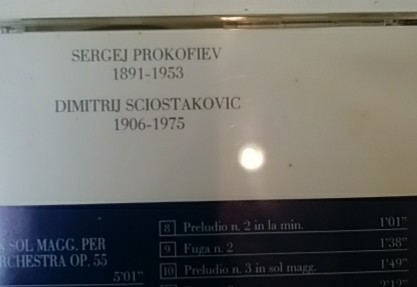 SERGEJ PROKOFIEV
1891-1953
DIMITRIJ SCIOSTAKOVIC
1906-1975
SOL MAGG. PER
ORCHESTRA OP. 55
5'01"
8 Preludio n. 2 in la min. 1'01"
9 Fuga n. 2 1'38"
10 Preludio n. 3 in sol magg. 1'49"